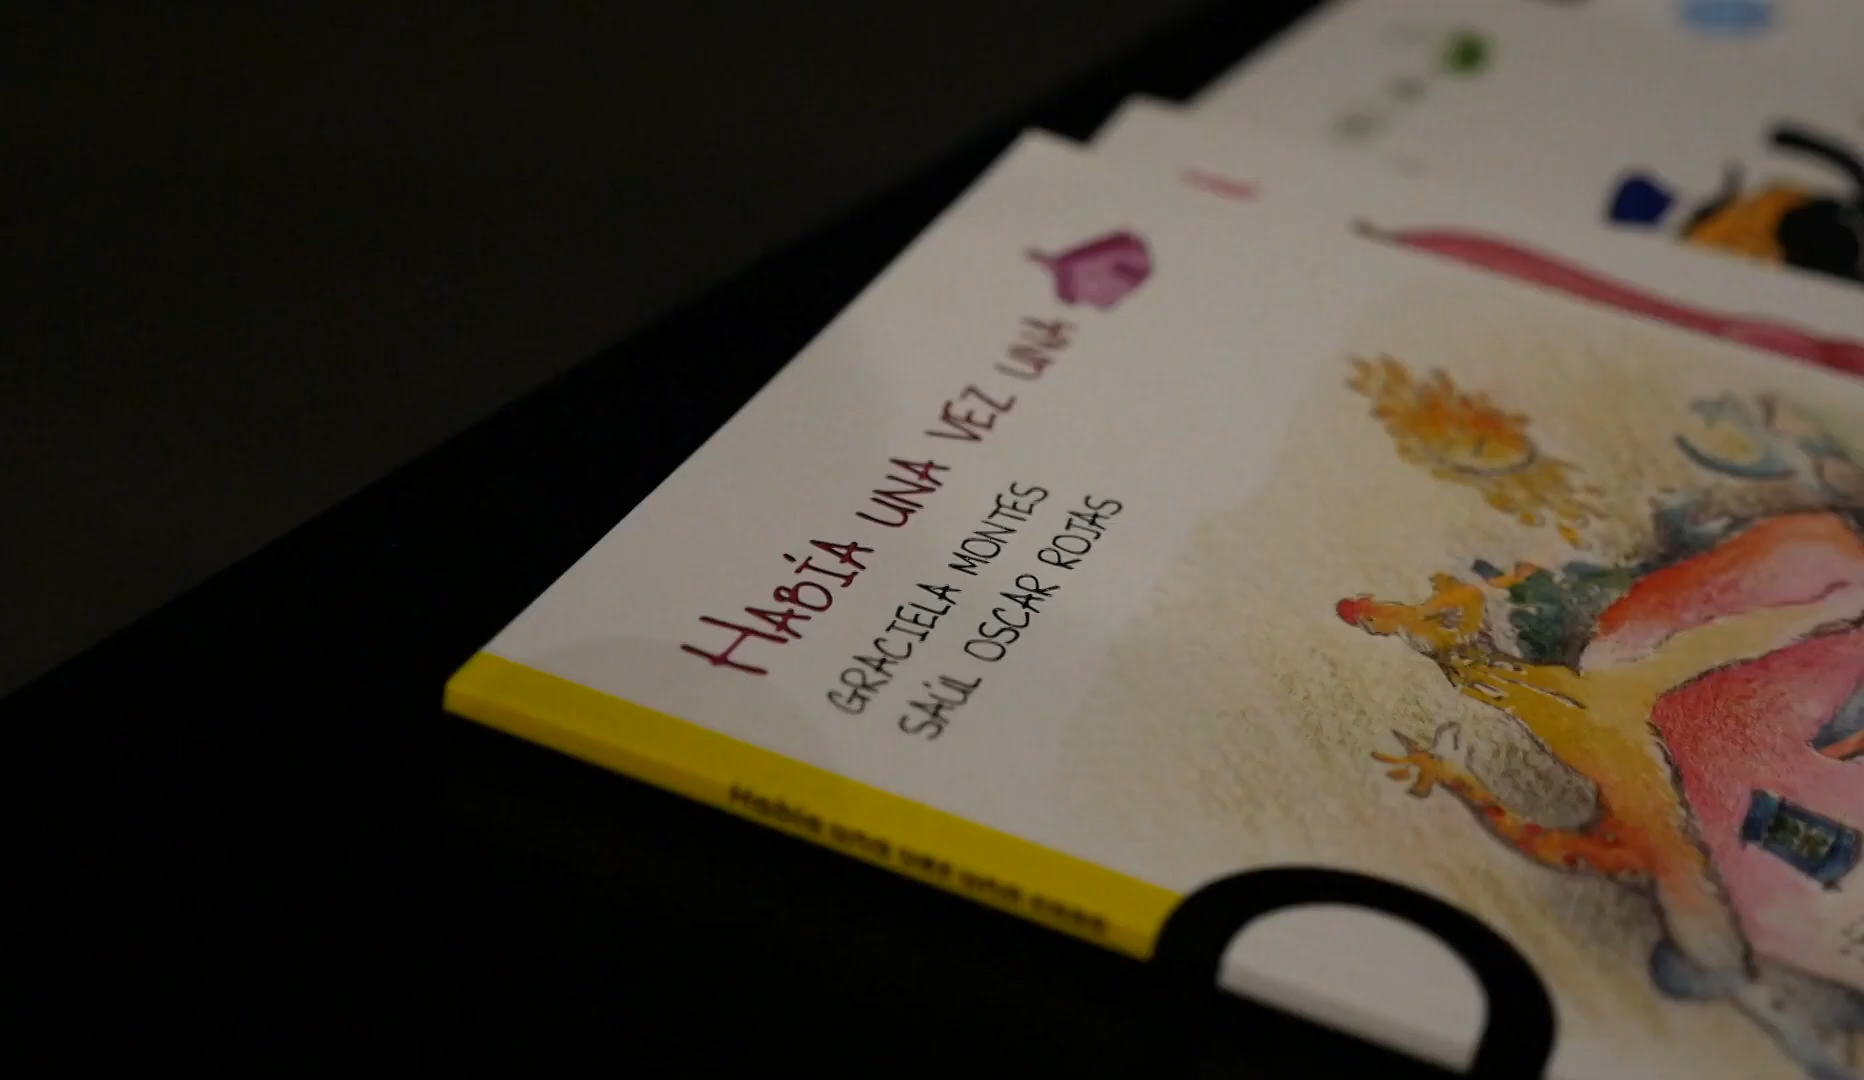 HABÍA UNA VEZ UNA
GRACIELA MONTES
SAÚL OSCAR ROJAS
Había una vez una casa